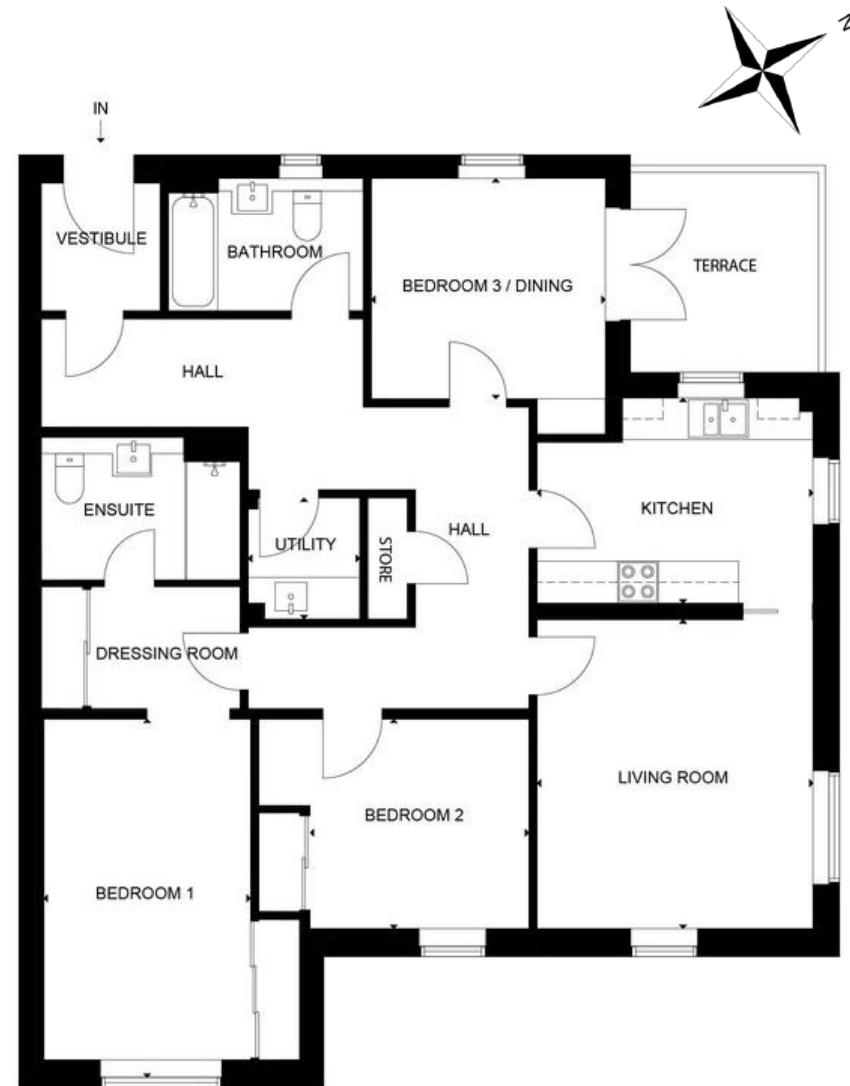 N
IN
VESTIBULE
BATHROOM
BEDROOM 3 / DINING
TERRACE
HALL
ENSUITE
UTILITY
STORE
HALL
KITCHEN
DRESSING ROOM
LIVING ROOM
BEDROOM 2
BEDROOM 1